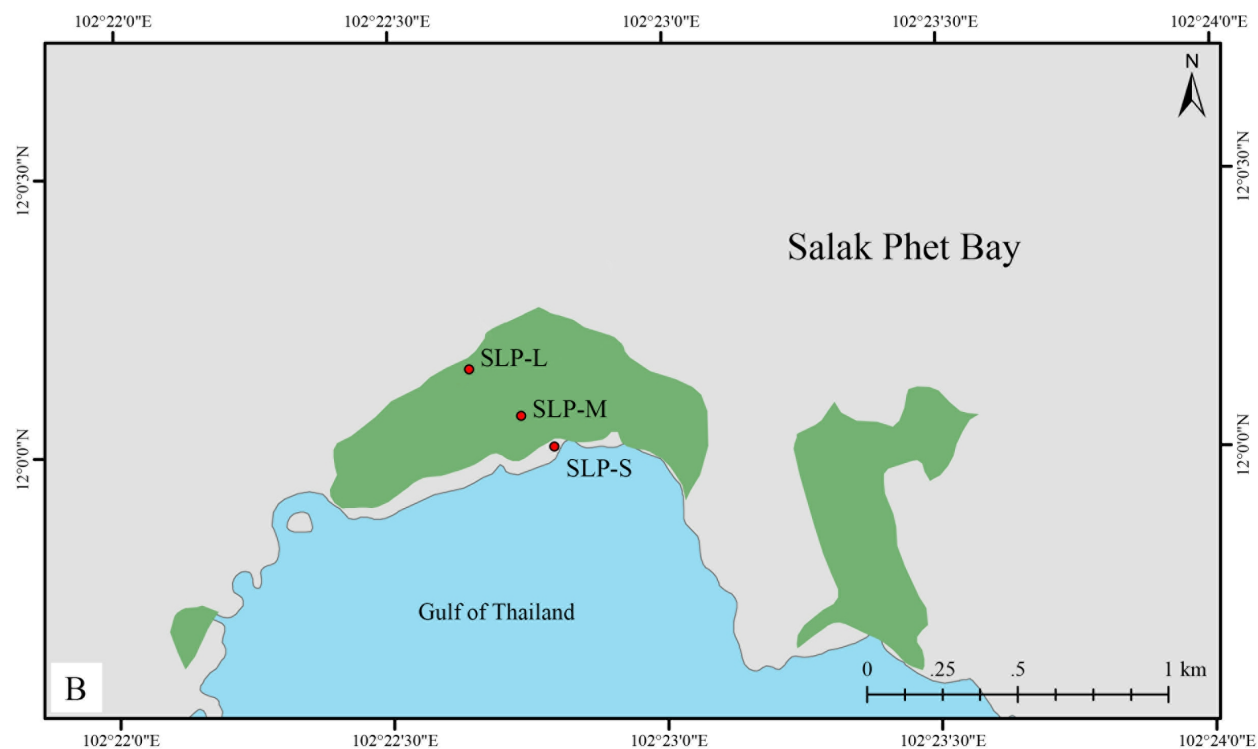 102°22'0"E 102°22'30"E 102°23'0"E 102°23'30"E 102°24'0"E
N
12°0'30"N
12°0'30"N
Salak Phet Bay
SLP-L
SLP-M
12°0'0"N
12°0'0"N
SLP-S
Gulf of Thailand
0 .25 .5 1 km
B
102°22'0"E 102°22'30"E 102°23'0"E 102°23'30"E 102°24'0"E